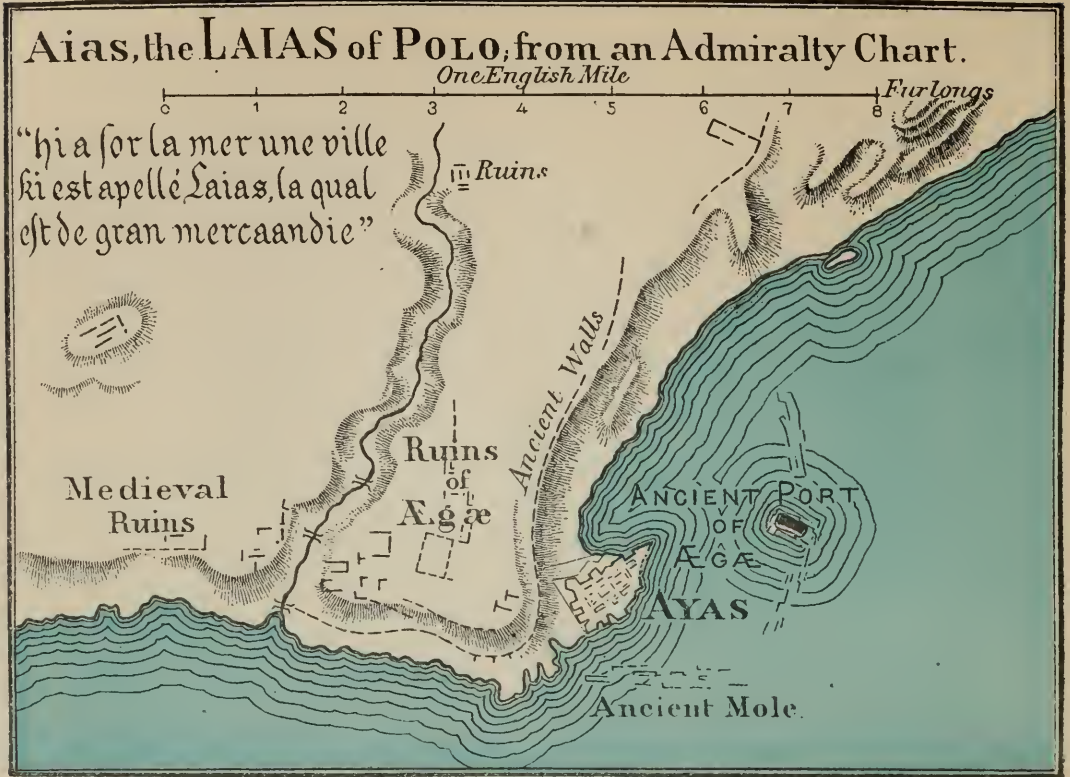 Aias, the LAIAS of POLO, from an Admiralty Chart.
One English Mile
0 1 2 3 4 5 6 7 8 Furlongs
"hi a ſor la mer une ville
ki est apellé Laias, la qual
eſt de gran mercaandie"
Ruins
Ancient Walls
Ruins
of
Ægæ
Medieval
Ruins
ANCIENT PORT
OF
ÆGÆ
AYAS
Ancient Mole.